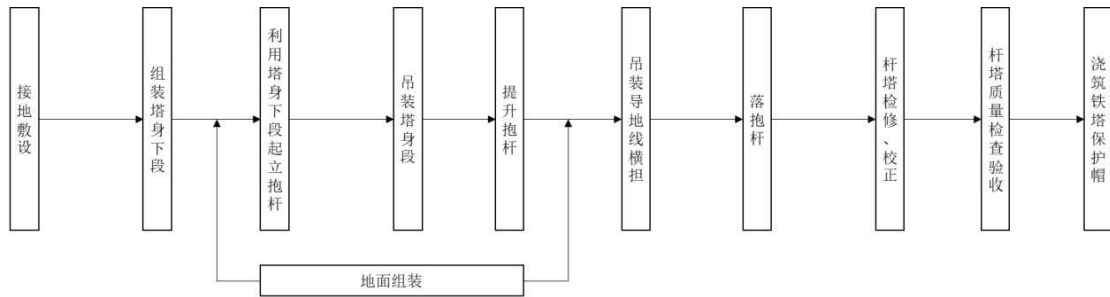 接地敷设
组装塔身下段
利用塔身下段起立抱杆
吊装塔身段
提升抱杆
吊装导地线横担
落抱杆
杆塔检修、校正
杆塔质量检查验收
浇筑铁塔保护帽
地面组装